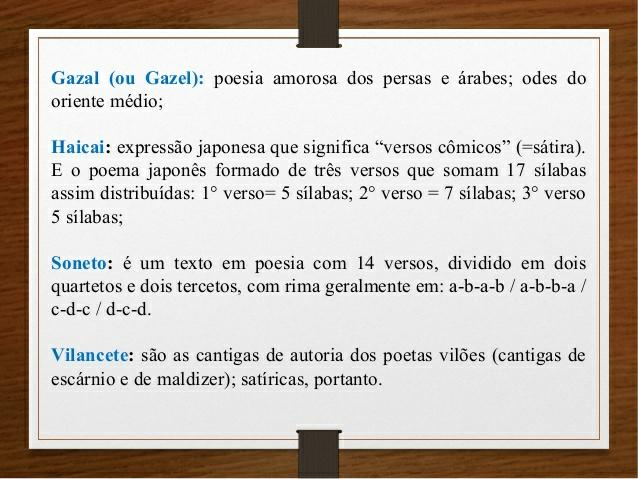 Gazal (ou Gazel): poesia amorosa dos persas e árabes; odes do
oriente médio;
Haicai: expressão japonesa que significa “versos cômicos” (=sátira).
E o poema japonês formado de três versos que somam 17 sílabas
assim distribuídas: 1° verso= 5 sílabas; 2° verso = 7 sílabas; 3° verso
5 sílabas;
Soneto: é um texto em poesia com 14 versos, dividido em dois
quartetos e dois tercetos, com rima geralmente em: a-b-a-b / a-b-b-a /
c-d-c / d-c-d.
Vilancete: são as cantigas de autoria dos poetas vilões (cantigas de
escárnio e de maldizer); satíricas, portanto.